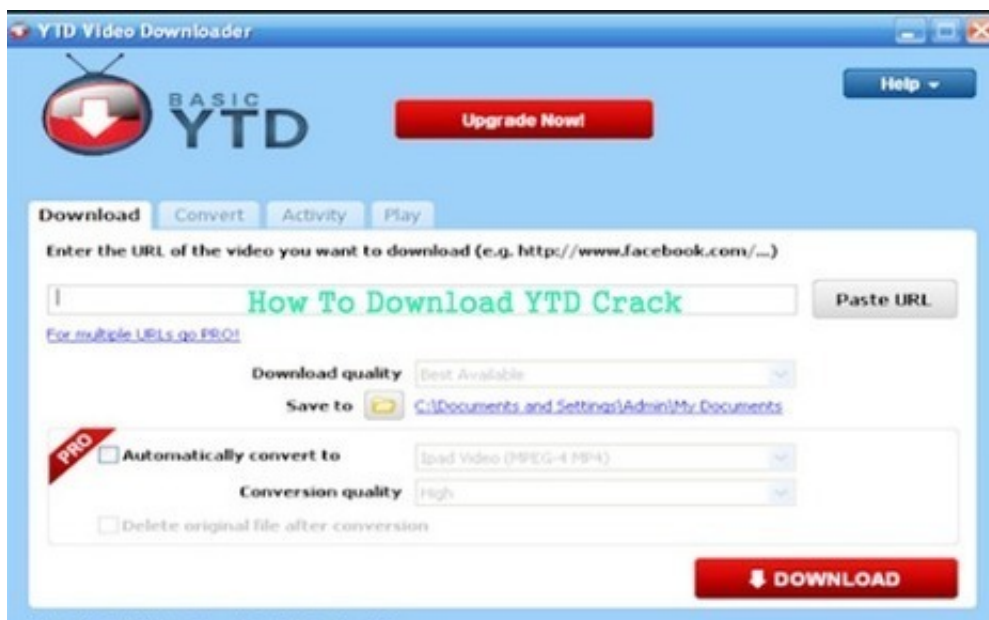 YTD Video Downloader
Help
BASIC
YTD
Upgrade Now!
Download Convert Activity Play
Enter the URL of the video you want to download (e.g. http://www.facebook.com/...)
How To Download YTD Crack
Paste URL
For multiple URLs go PRO!
Download quality Best Available
Save to C:\Documents and Settings\Admin\My Documents
PRO
Automatically convert to Ipad Video (MPEG-4 MP4)
Conversion quality High
Delete original file after conversion
DOWNLOAD